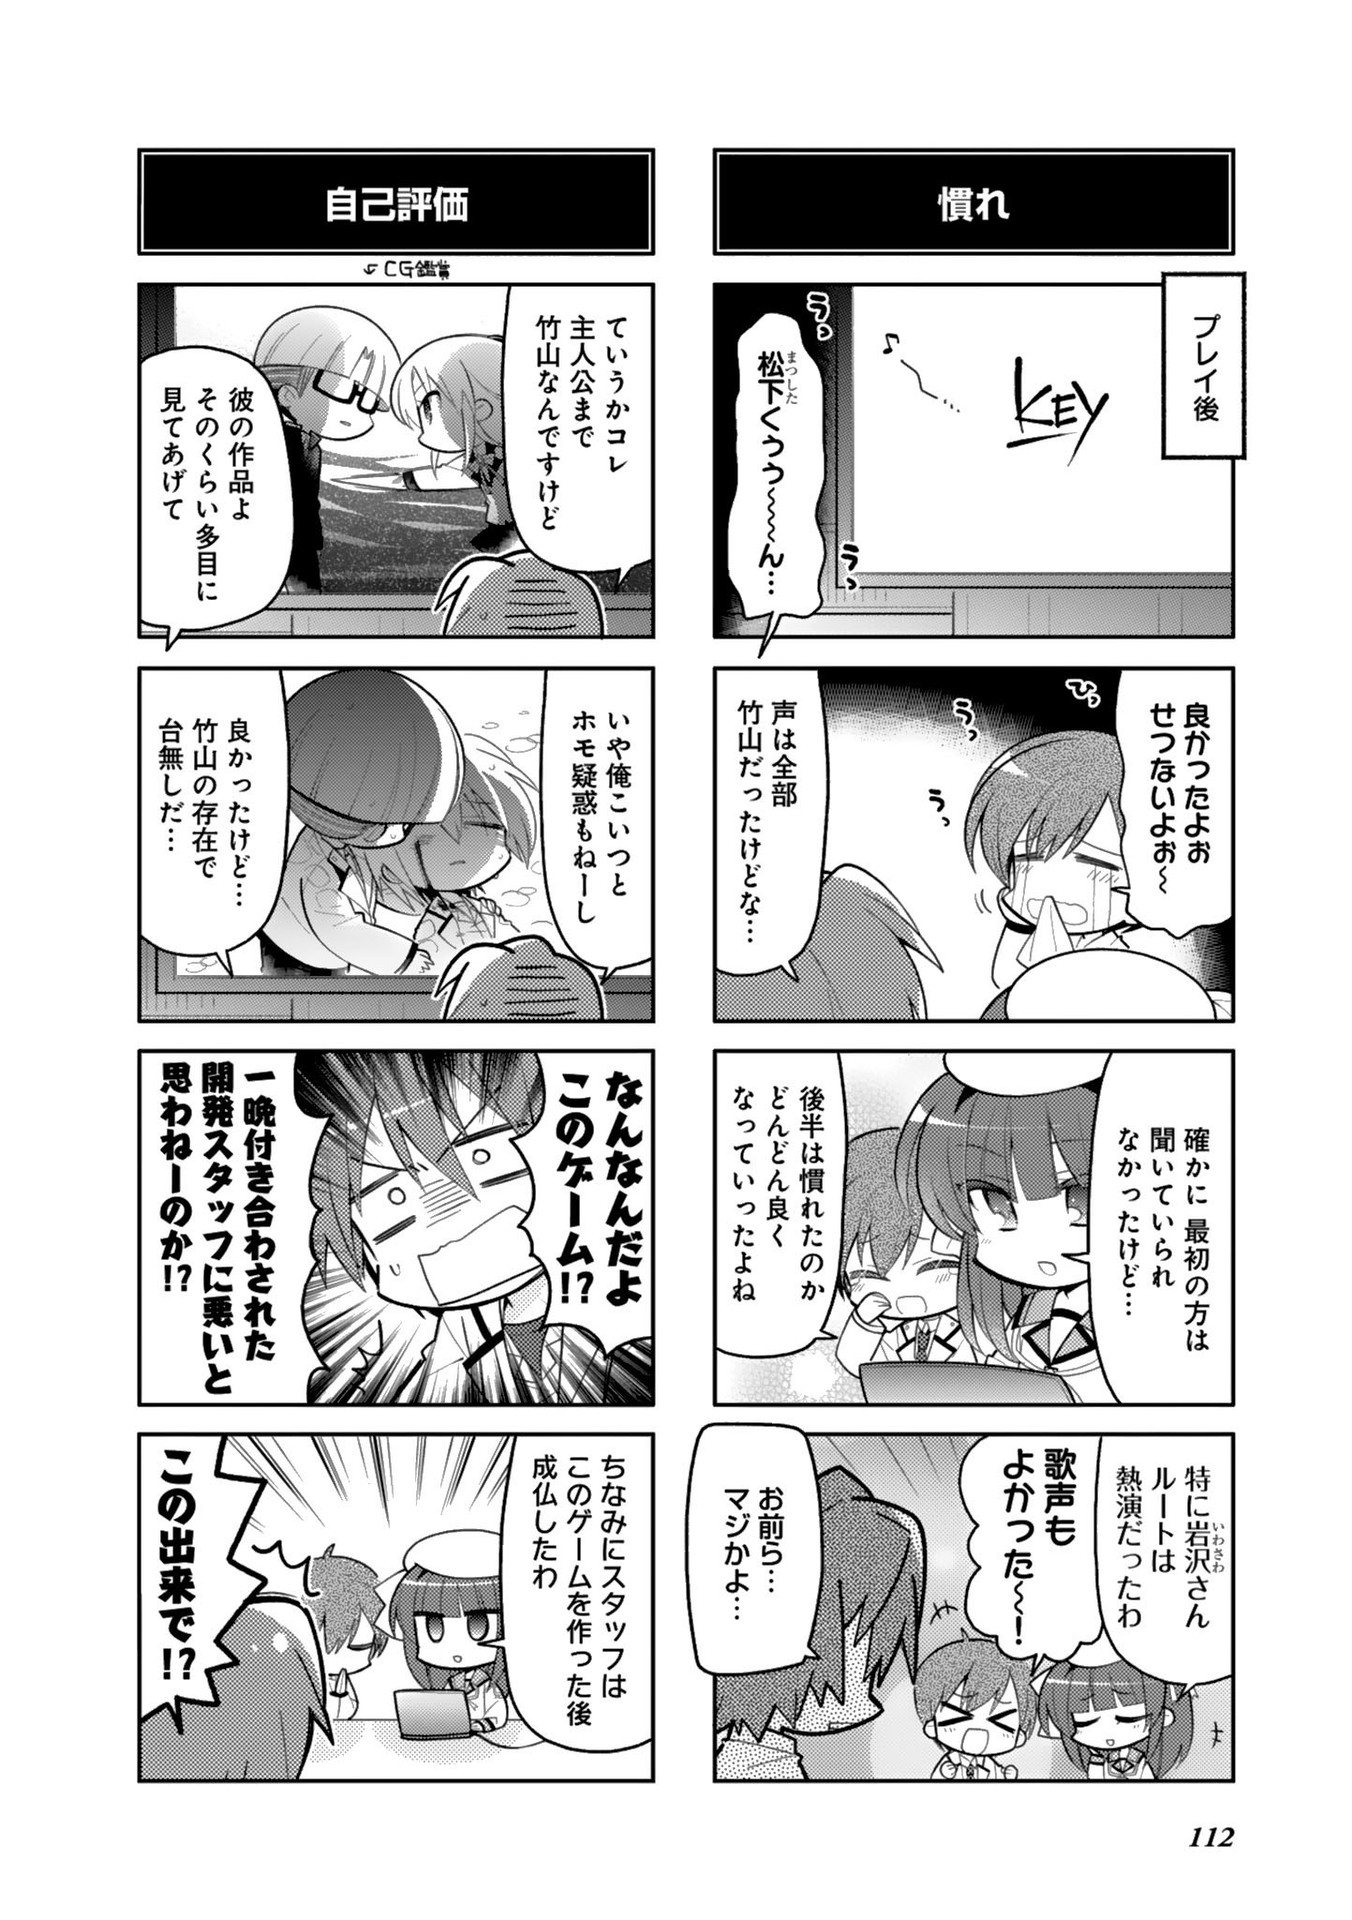 慣れ
プレイ後
♪
KEY
うっ
うっ
松下くぅぅ〜〜ん…
まつした
良かったよぉ
せつないよぉ〜
ひっ
うっ
うっ
声は全部
竹山だったけどな…
確かに 最初の方は
聞いていられ
なかったけど…
後半は慣れたのか
どんどん良く
なっていったよね
特に岩沢さん
いわさわ
ルートは
熱演だったわ
歌声も
よかった〜〜！
お前ら…
マジかよ…
自己評価
CG鑑賞
ていうかコレ
主人公まで
竹山なんですけど
彼の作品よ
そのくらい多目に
見てあげて
いや俺こいつと
ホモ疑惑もねーし
良かったけど…
竹山の存在で
台無しだ…
なんなんだよ
このゲーム!?
一晩付き合わされた
開発スタッフに悪いと
思わねーのか!?
ちなみにスタッフは
このゲームを作った後
成仏したわ
この出来で!?
112